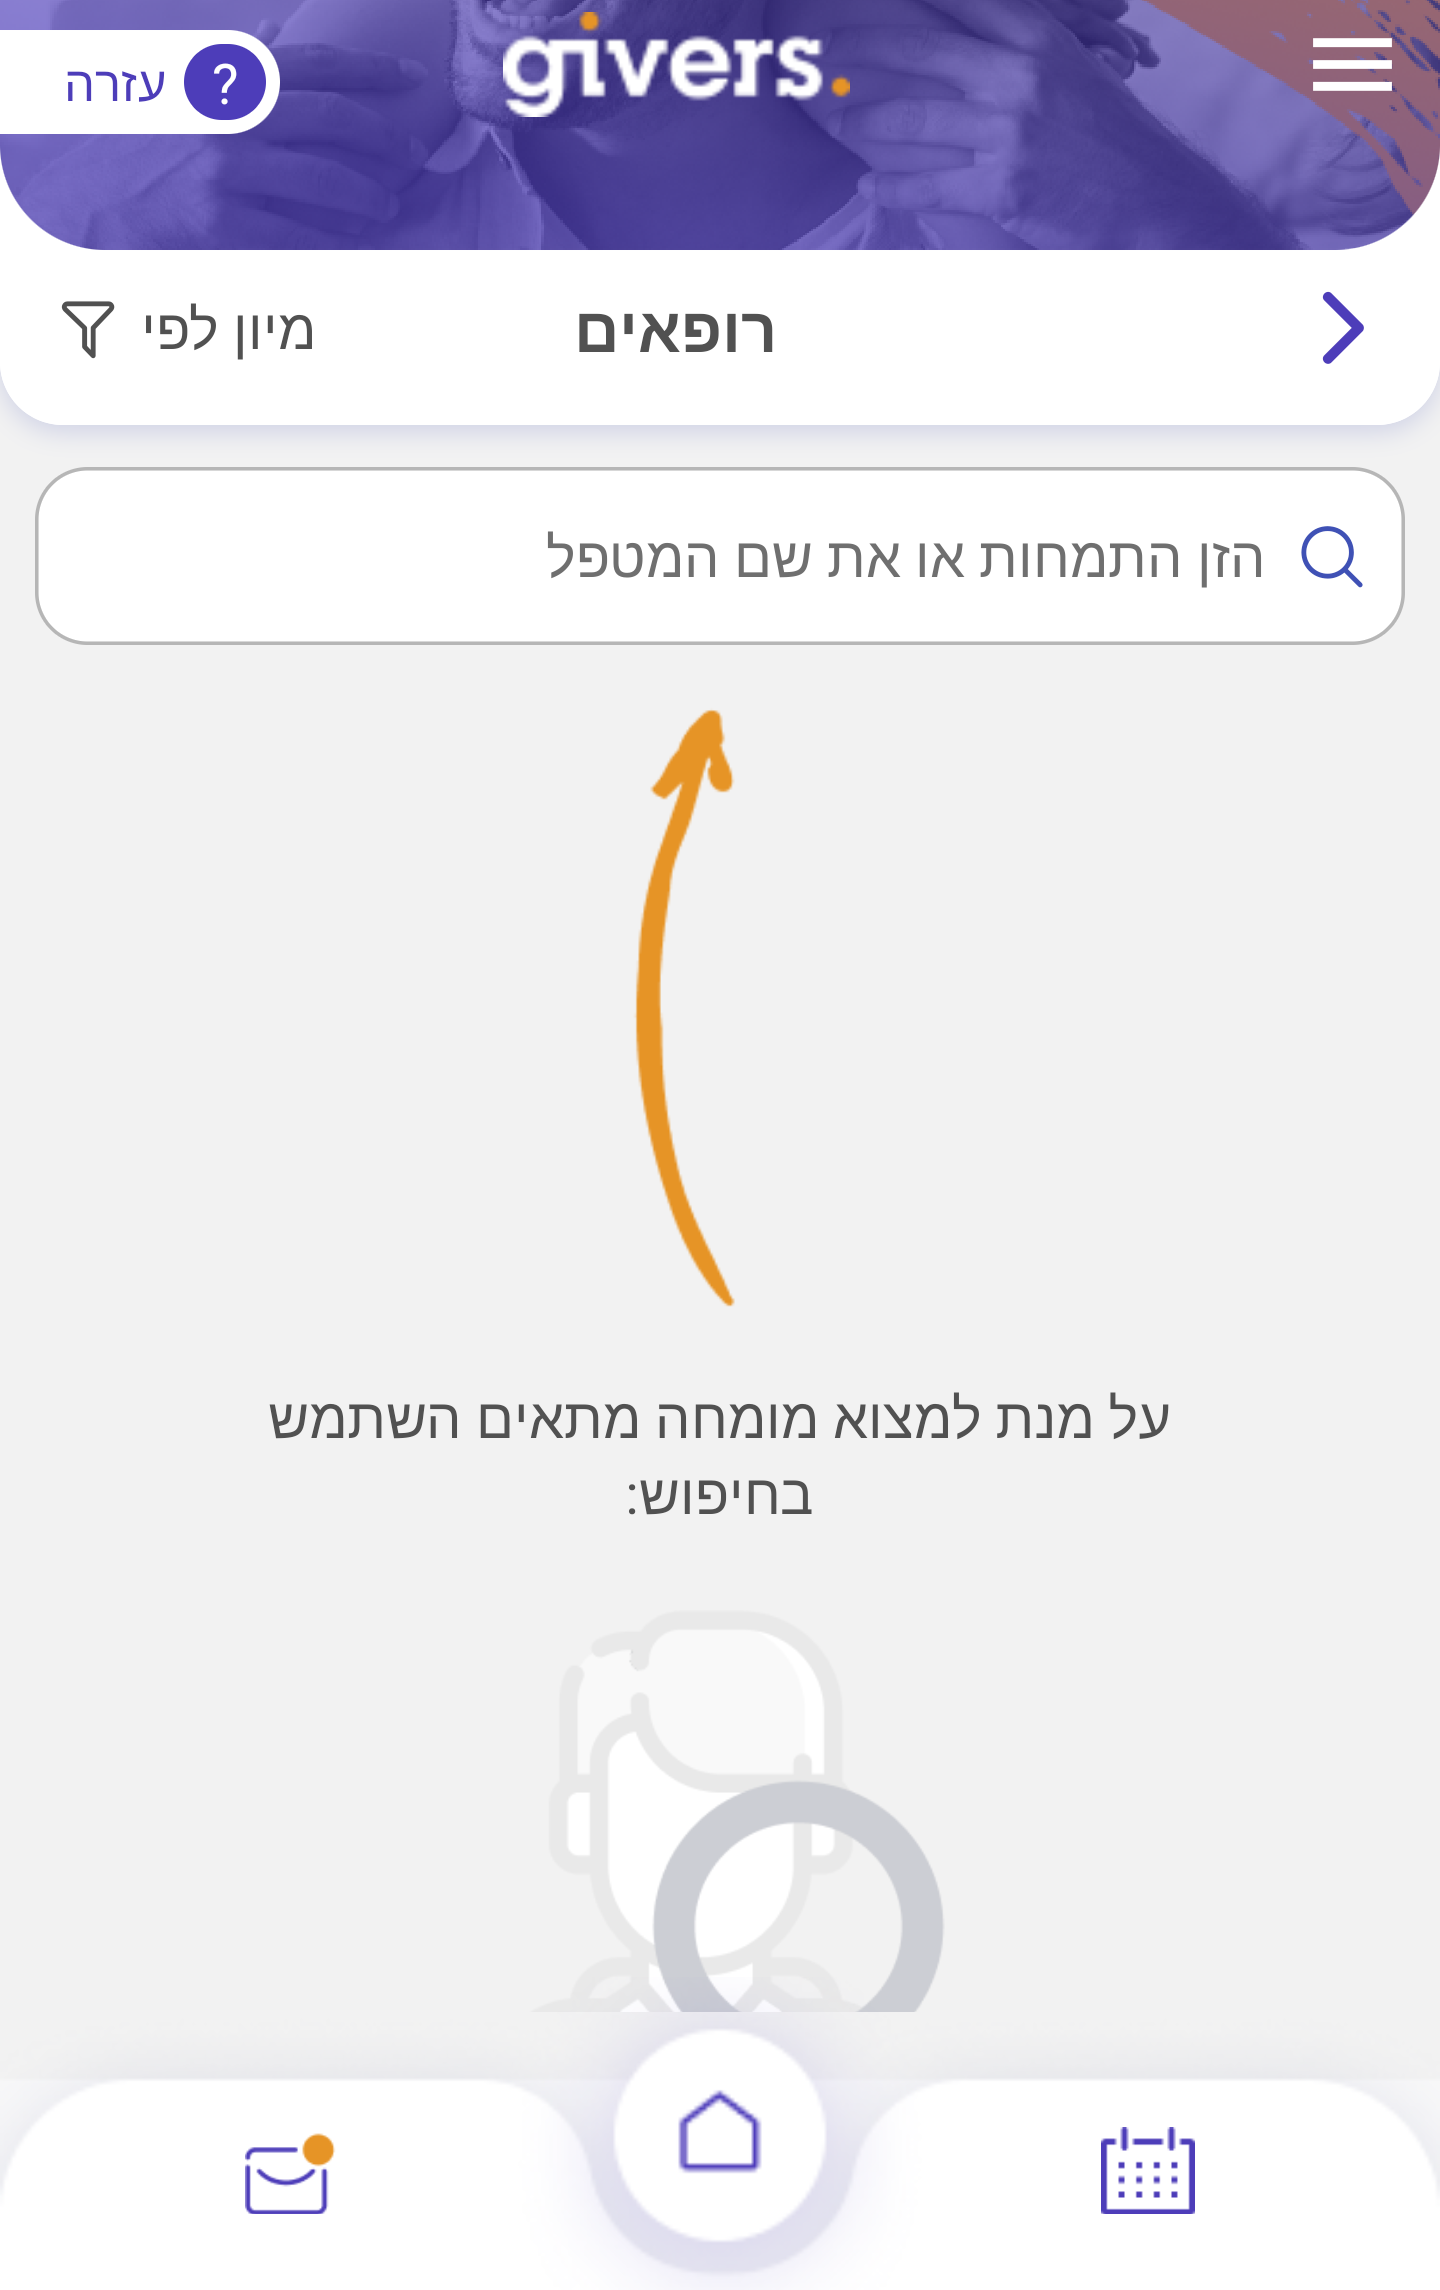 givers.
? עזרה
רופאים
מיון לפי
הזן התמחות או את שם המטפל
על מנת למצוא מומחה מתאים השתמש
בחיפוש: